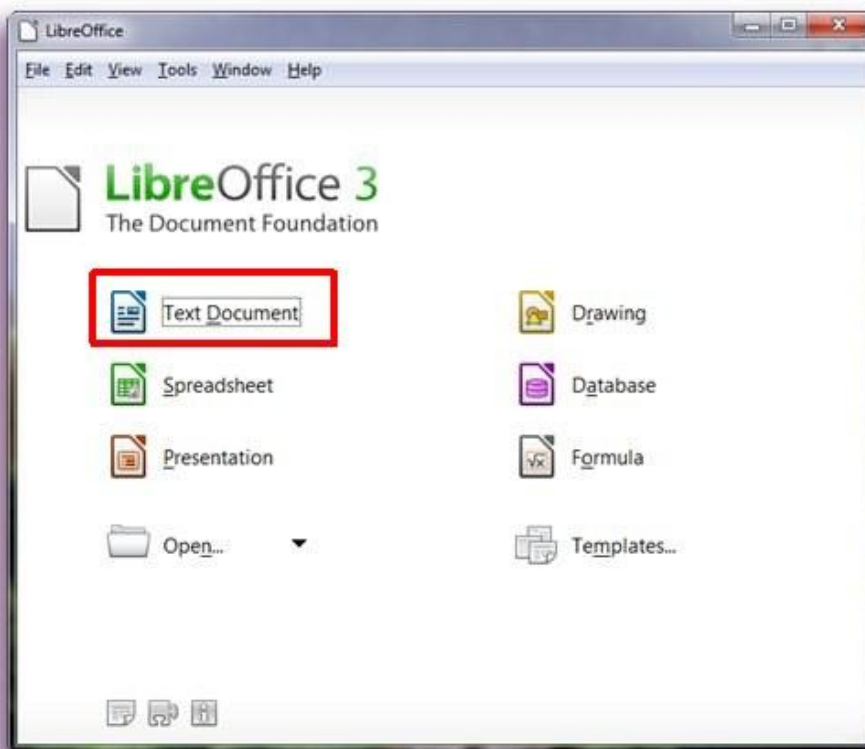 LibreOffice
File Edit View Tools Window Help
LibreOffice 3
The Document Foundation
Text Document
Drawing
Spreadsheet
Database
Presentation
Formula
Open...
Templates...